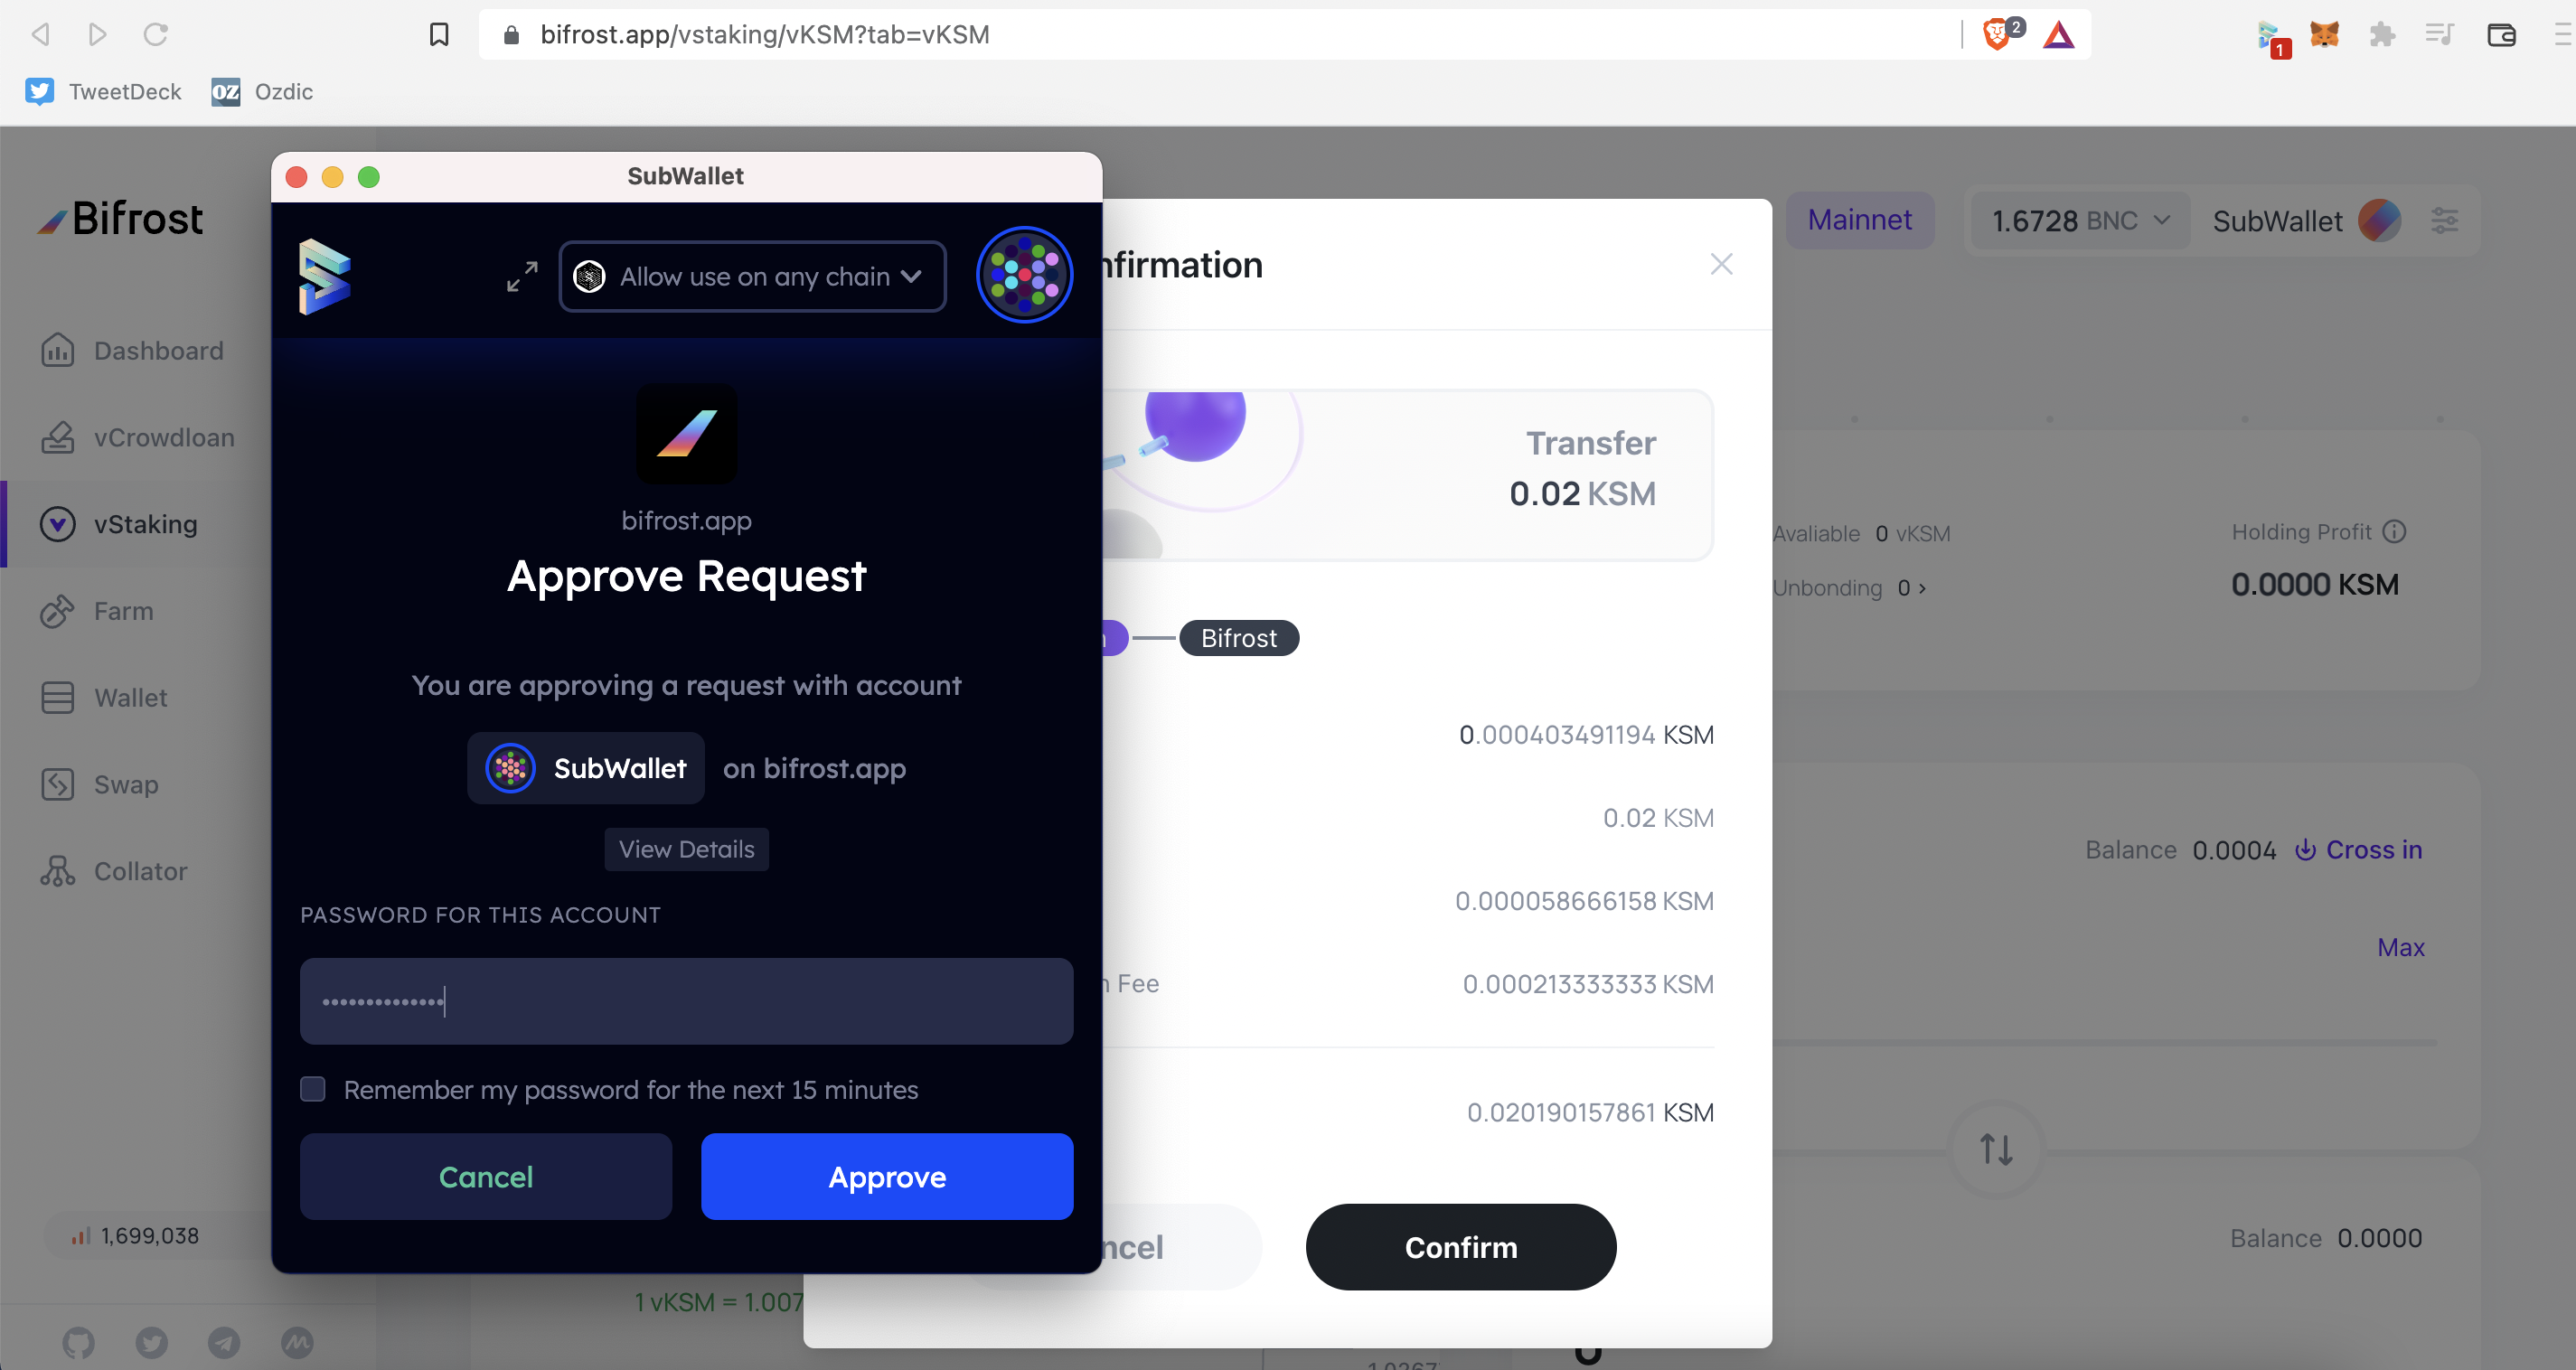 bifrost.app/vstaking/vKSM?tab=vKSM
2
1
TweetDeck
OZ Ozdic
Bifrost
Dashboard
vCrowdloan
vStaking
Farm
Wallet
Swap
Collator
1,699,038
SubWallet
Allow use on any chain
bifrost.app
Approve Request
You are approving a request with account
SubWallet on bifrost.app
View Details
PASSWORD FOR THIS ACCOUNT
Remember my password for the next 15 minutes
Cancel
Approve
nfirmation
Transfer
0.02 KSM
Bifrost
0.000403491194 KSM
0.02 KSM
0.000058666158 KSM
Fee 0.000213333333 KSM
0.020190157861 KSM
ncel
Confirm
1 vKSM = 1.007
Mainnet
1.6728 BNC
SubWallet
Avaliable 0 vKSM
Unbonding 0 >
Holding Profit
0.0000 KSM
Balance 0.0004 Cross in
Max
Balance 0.0000